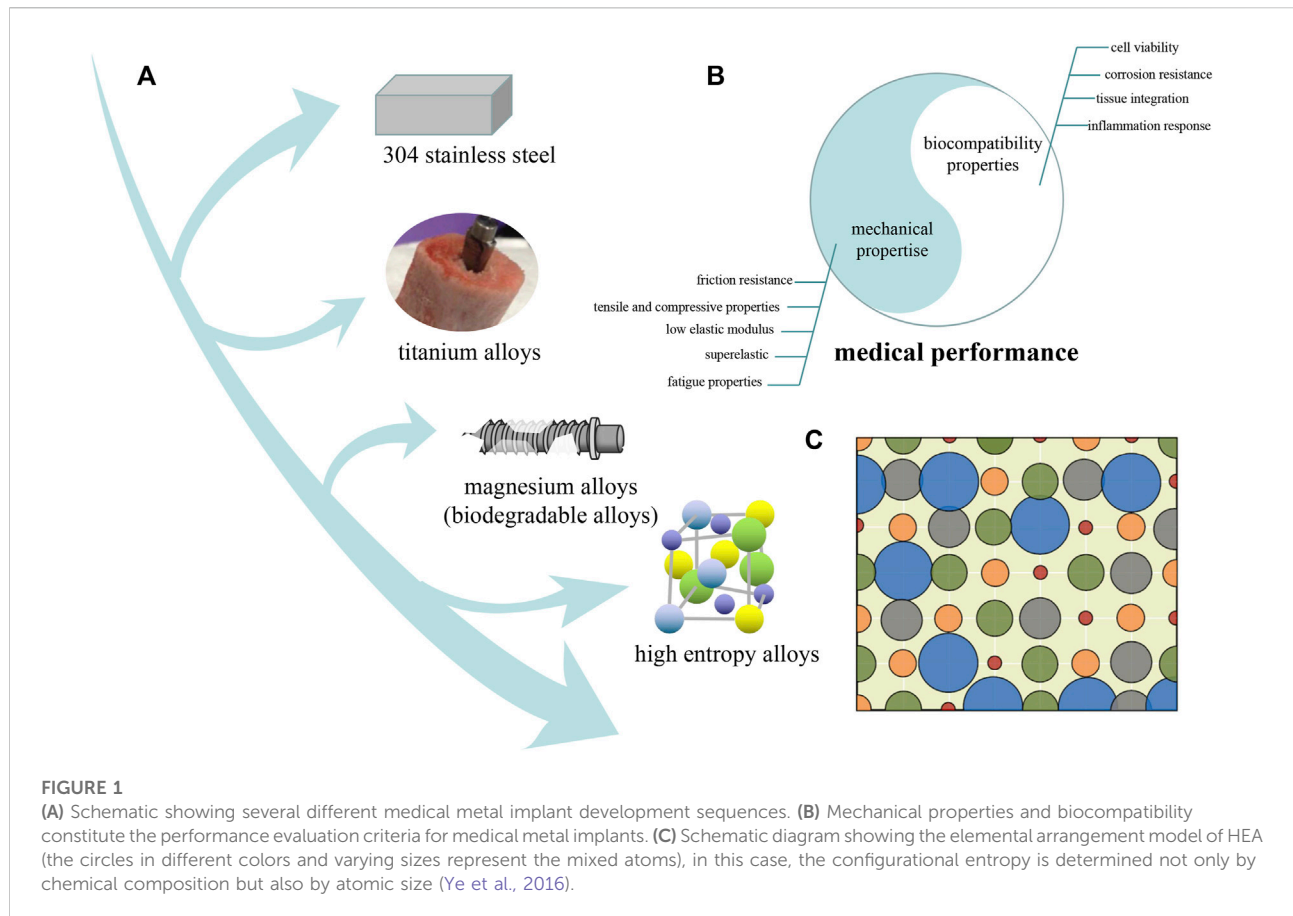 A
304 stainless steel
titanium alloys
magnesium alloys
(biodegradable alloys)
high entropy alloys
B
cell viability
corrosion resistance
tissue integration
inflammation response
biocompatibility
properties
mechanical
propertise
friction resistance
tensile and compressive properties
low elastic modulus
superelastic
fatigue properties
medical performance
C
FIGURE 1
(A) Schematic showing several different medical metal implant development sequences. (B) Mechanical properties and biocompatibility
constitute the performance evaluation criteria for medical metal implants. (C) Schematic diagram showing the elemental arrangement model of HEA
(the circles in different colors and varying sizes represent the mixed atoms), in this case, the configurational entropy is determined not only by
chemical composition but also by atomic size (Ye et al., 2016).